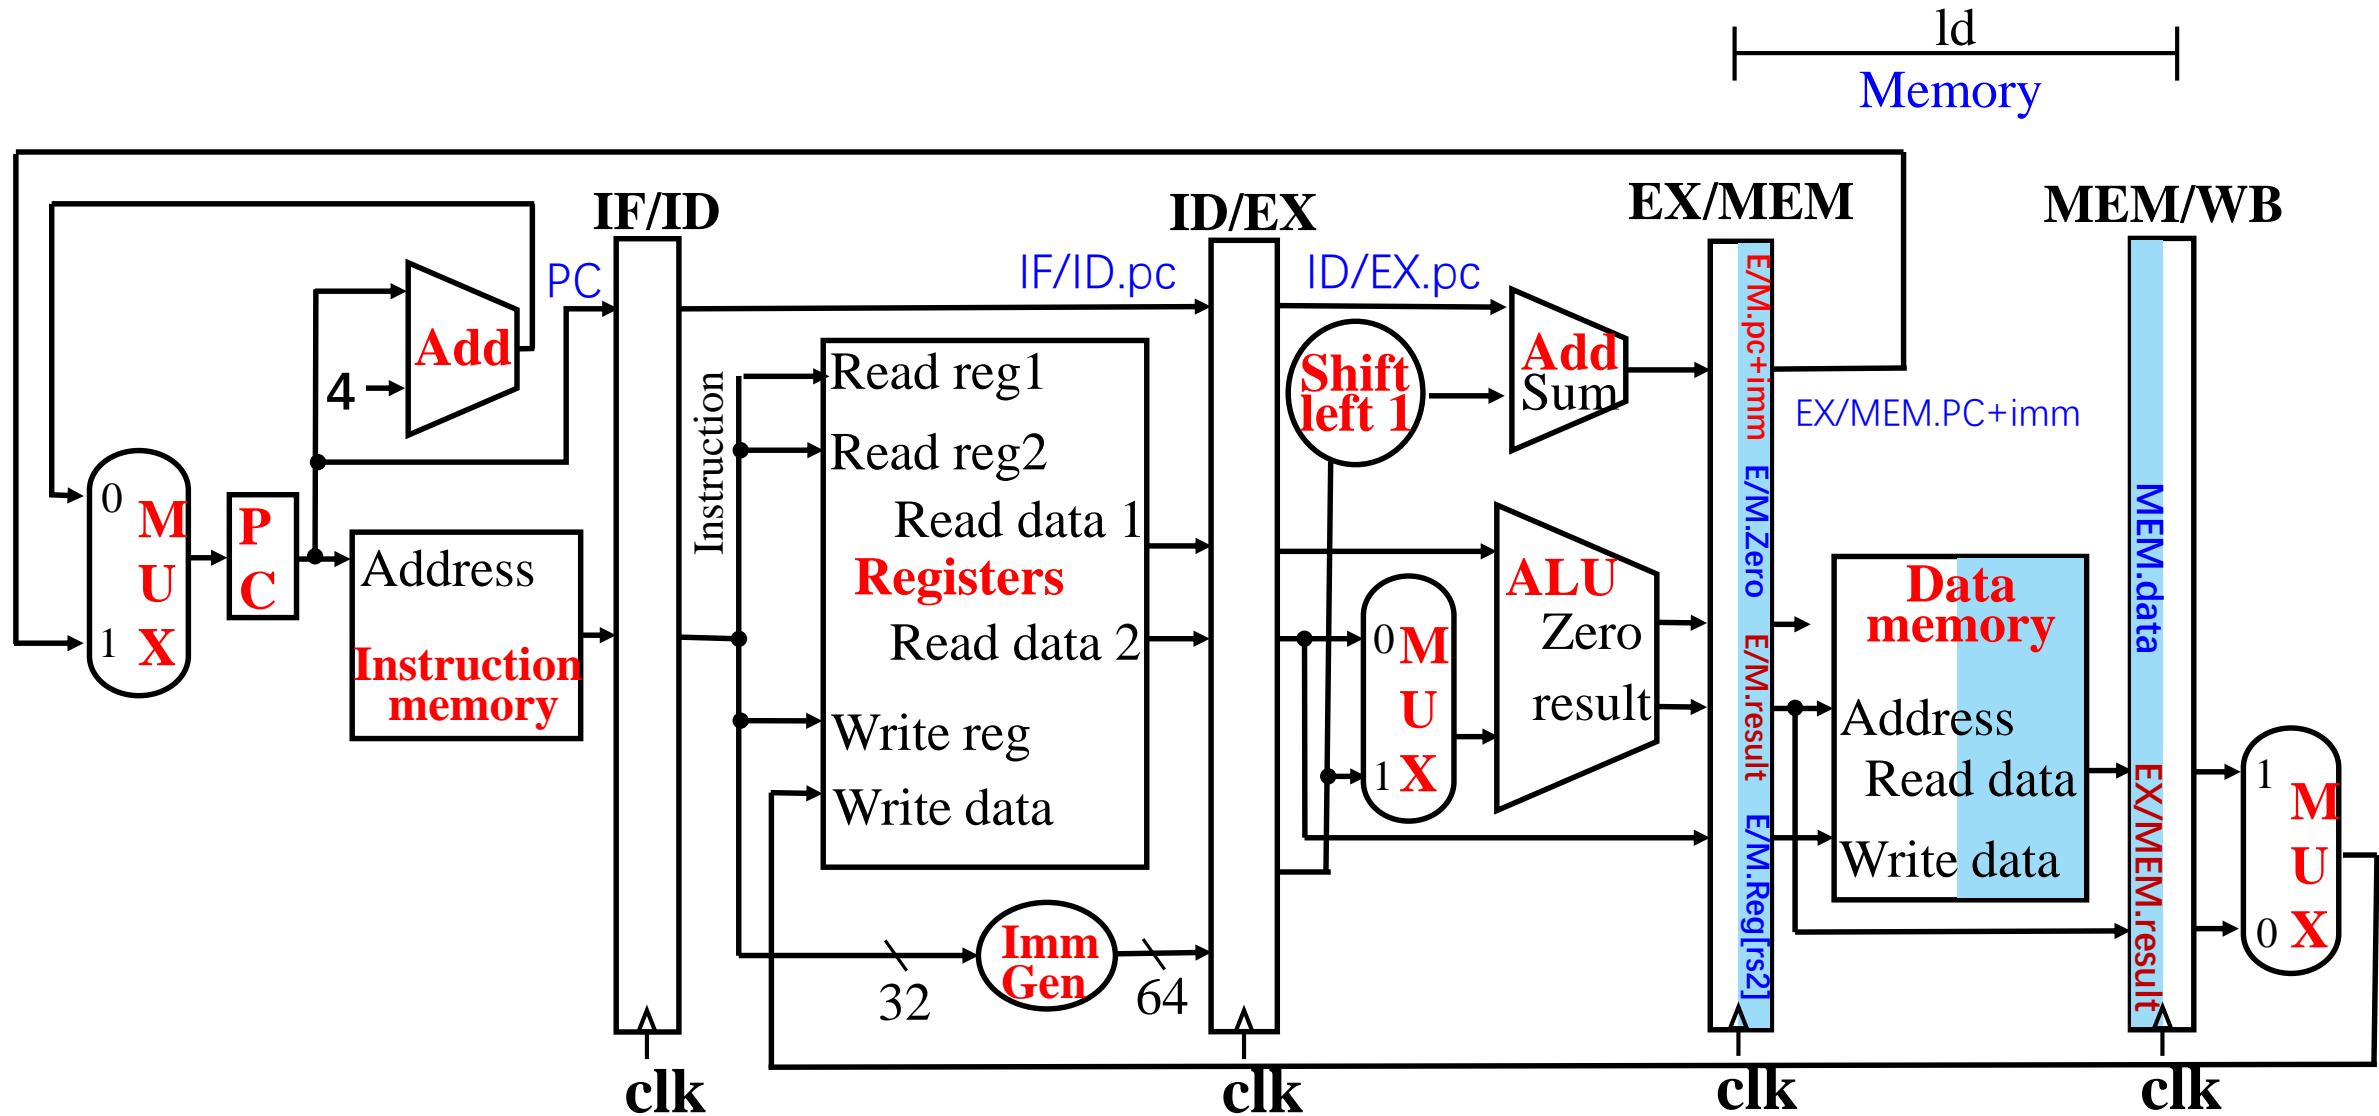 ld
Memory
IF/ID
ID/EX
EX/MEM
MEM/WB
PC
IF/ID.pc
ID/EX.pc
Add
4
0
M
U
X
1
P
C
Address
Instruction
memory
Instruction
Read reg1
Read reg2
Read data 1
Registers
Read data 2
Write reg
Write data
Imm
Gen
32
64
Shift
left 1
Add
Sum
0
M
U
X
1
ALU
Zero
result
E/M.pc+imm
E/M.Zero
E/M.result
E/M.Reg[rs2]
EX/MEM.PC+imm
Data
memory
Address
Read data
Write data
MEM.data
EX/MEM.result
1
M
U
X
0
clk
clk
clk
clk